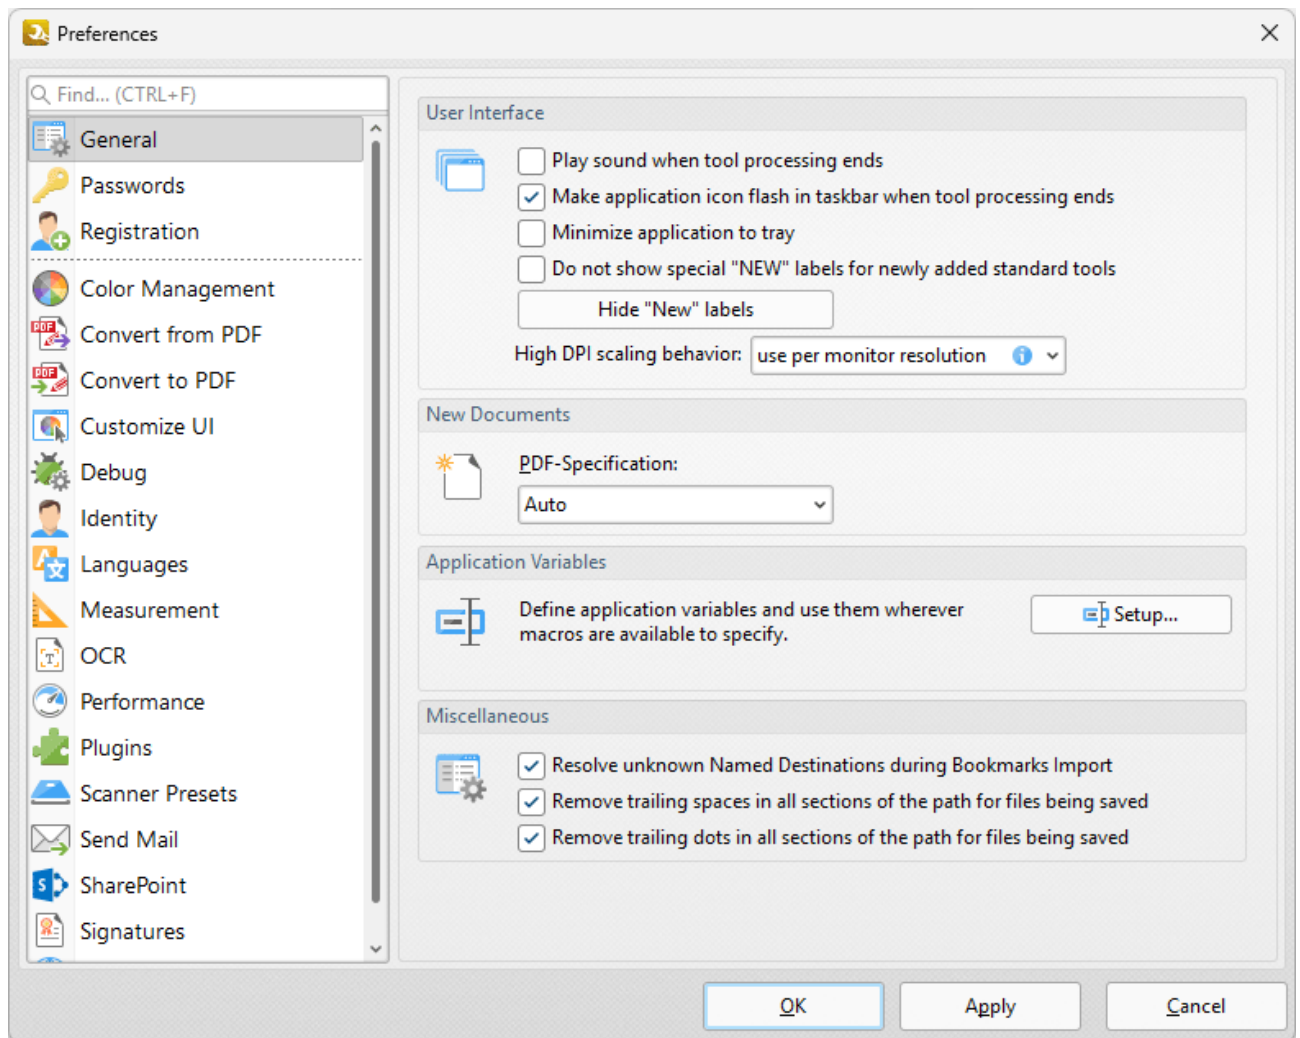 Preferences
Find... (CTRL+F)
General
Passwords
Registration
Color Management
Convert from PDF
Convert to PDF
Customize UI
Debug
Identity
Languages
Measurement
OCR
Performance
Plugins
Scanner Presets
Send Mail
SharePoint
Signatures
User Interface
Play sound when tool processing ends
Make application icon flash in taskbar when tool processing ends
Minimize application to tray
Do not show special "NEW" labels for newly added standard tools
Hide "New" labels
High DPI scaling behavior: use per monitor resolution
New Documents
PDF-Specification:
Auto
Application Variables
Define application variables and use them wherever
macros are available to specify.
Setup...
Miscellaneous
Resolve unknown Named Destinations during Bookmarks Import
Remove trailing spaces in all sections of the path for files being saved
Remove trailing dots in all sections of the path for files being saved
OK
Apply
Cancel